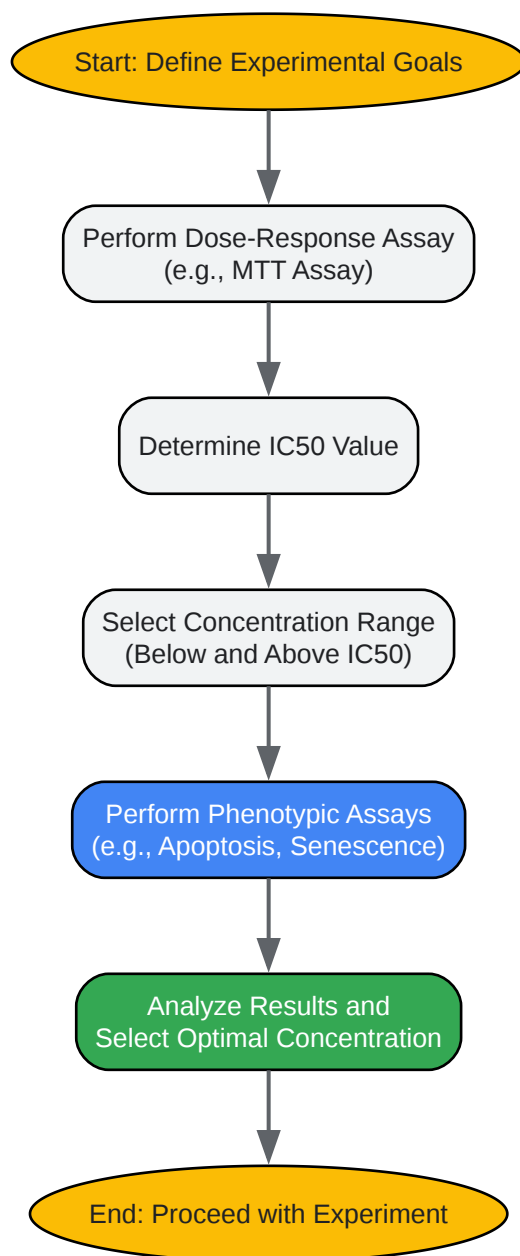 Start: Define Experimental Goals
Perform Dose-Response Assay
(e.g., MTT Assay)
Determine IC50 Value
Select Concentration Range
(Below and Above IC50)
Perform Phenotypic Assays
(e.g., Apoptosis, Senescence)
Analyze Results and
Select Optimal Concentration
End: Proceed with Experiment